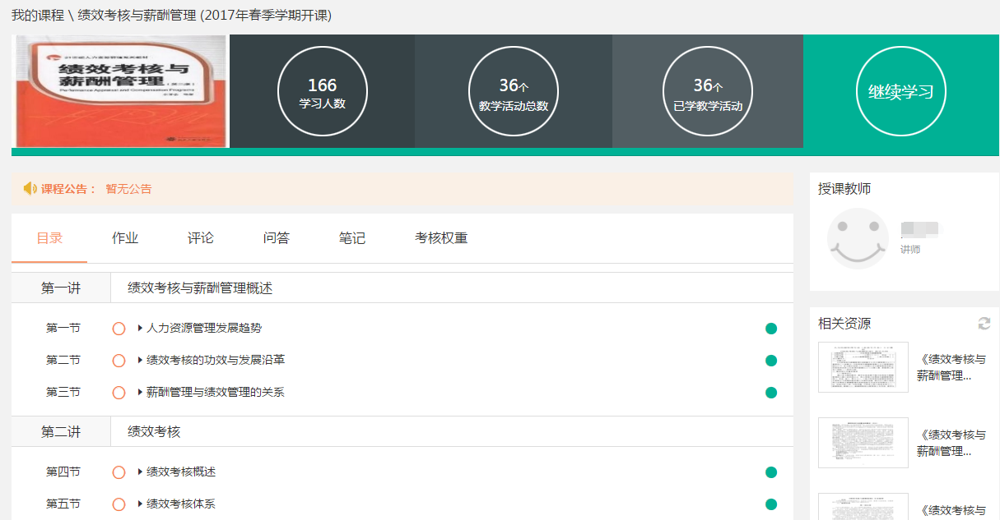 我的课程 \ 绩效考核与薪酬管理 (2017年春季学期开课)
绩效考核与
薪酬管理（第二版）
Performance Appraisal and Compensation Programs
166
学习人数
36个
教学活动总数
36个
已学教学活动
继续学习
课程公告： 暂无公告
目录 作业 评论 问答 笔记 考核权重
第一讲 绩效考核与薪酬管理概述
第一节 人力资源管理发展趋势
第二节 绩效考核的功效与发展沿革
第三节 薪酬管理与绩效管理的关系
第二讲 绩效考核
第四节 绩效考核概述
第五节 绩效考核体系
授课教师
讲师
相关资源
《绩效考核与
薪酬管理...
《绩效考核与
薪酬管理...
《绩效考核与